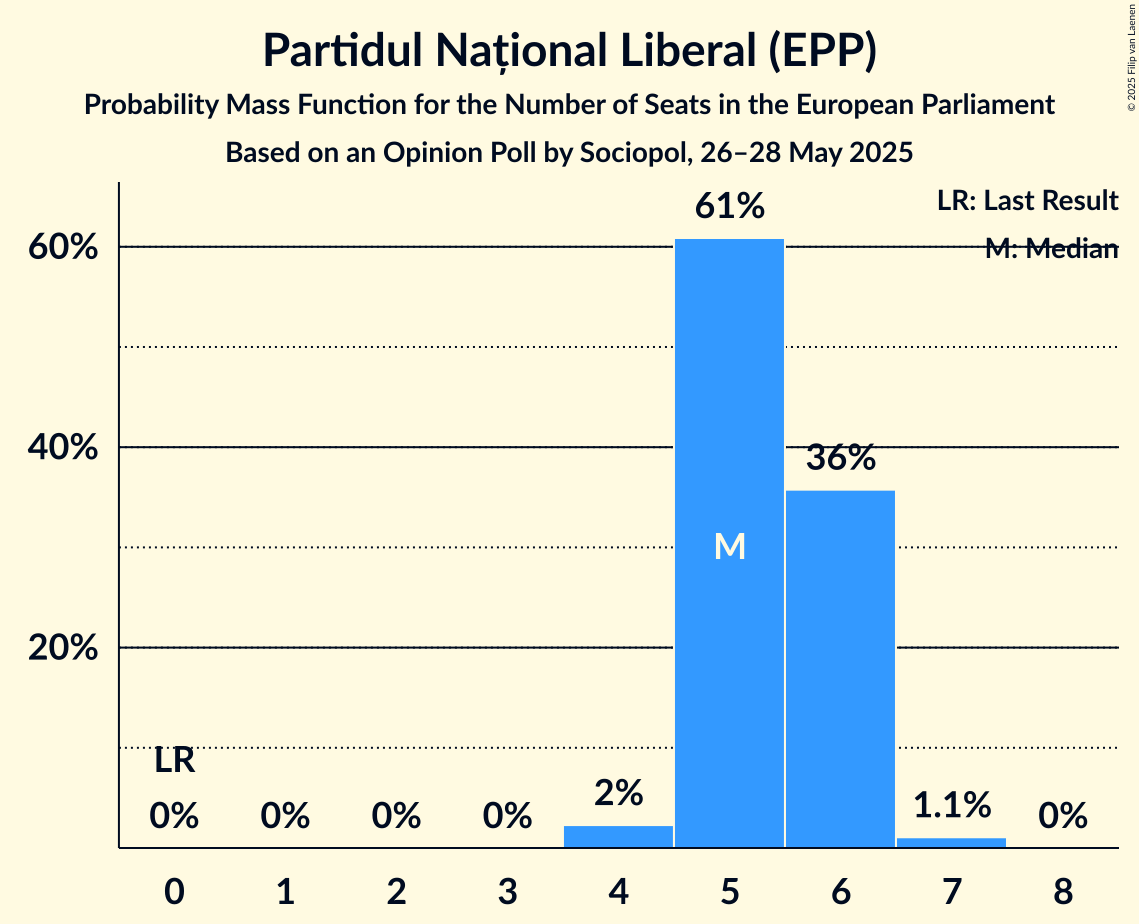 Partidul Național Liberal (EPP)
Probability Mass Function for the Number of Seats in the European Parliament
Based on an Opinion Poll by Sociopol, 26–28 May 2025
© 2025 Filip van Laenen
LR: Last Result
M: Median
60%
40%
20%
61%
36%
M
LR
0%
0%
0%
0%
2%
1.1%
0%
0 1 2 3 4 5 6 7 8